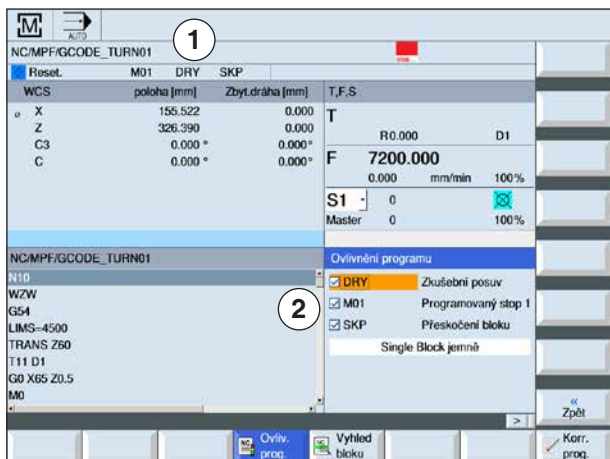 M AUTO
1
NC/MPF/GCODE_TURN01
Reset. M01 DRY SKP
WCS poloha [mm] Zbyt.dráha [mm] T,F,S
X 155.522 0.000 T
Z 326.390 0.000
R0.000 D1
C3 0.000 ° 0.000°
C 0.000 ° 0.000° F 7200.000
0.000 mm/min 100%
S1 0
Master 0 100%
NC/MPF/GCODE_TURN01 Ovlivnění programu
N10
DRY Zkušební posuv
WZW
2
G54
M01 Programovaný stop 1
LIMS=4500
SKP Přeskočení bloku
TRANS Z60
Single Block jemně
T11 D1
G0 X65 Z0.5
M0
« Zpět
>
Ovliv. prog.
Vyhled bloku
Korr. prog.